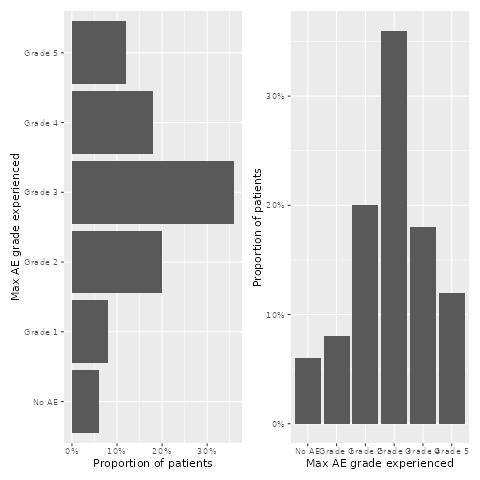 Max AE grade experienced
Grade 5
Grade 4
Grade 3
Grade 2
Grade 1
No AE
0% 10% 20% 30%
Proportion of patients
Proportion of patients
30%
20%
10%
0%
No AE Grade 1 Grade 2 Grade 3 Grade 4 Grade 5
Max AE grade experienced